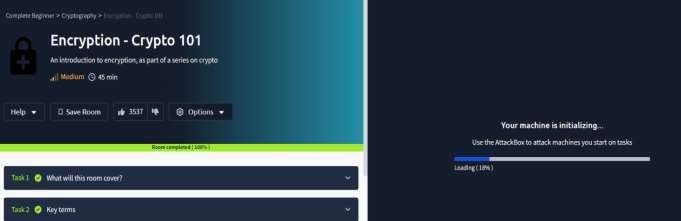 Complete Beginner > Cryptography > Encryption - Crypto 101
Encryption - Crypto 101
An introduction to encryption, as part of a series on crypto
Medium 45 min
Help Save Room 3537 Options
Room completed ( 100% )
Task 1 What will this room cover?
Task 2 Key terms
Your machine is initializing...
Use the AttackBox to attack machines you start on tasks
Loading ( 18% )